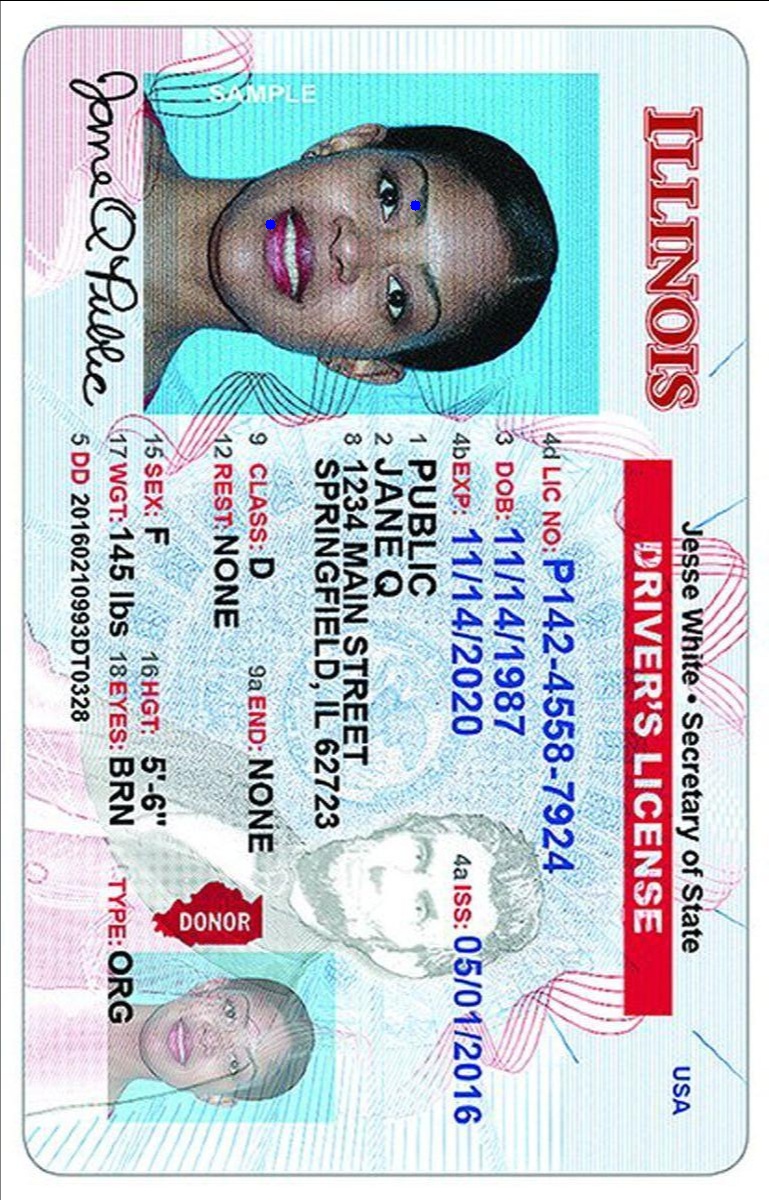 ILLINOIS
Jesse White • Secretary of State
USA
DRIVER'S LICENSE
SAMPLE
4d LIC NO: P142-4558-7924
3 DOB: 11/14/1987
4b EXP: 11/14/2020
4a ISS: 05/01/2016
1 PUBLIC
2 JANE Q
8 1234 MAIN STREET
SPRINGFIELD, IL 62723
9 CLASS: D
9a END: NONE
12 REST: NONE
15 SEX: F
16 HGT: 5'-6"
17 WGT: 145 lbs
18 EYES: BRN
DONOR
TYPE: ORG
5 DD 20160210993DT0328
Jane Q Public